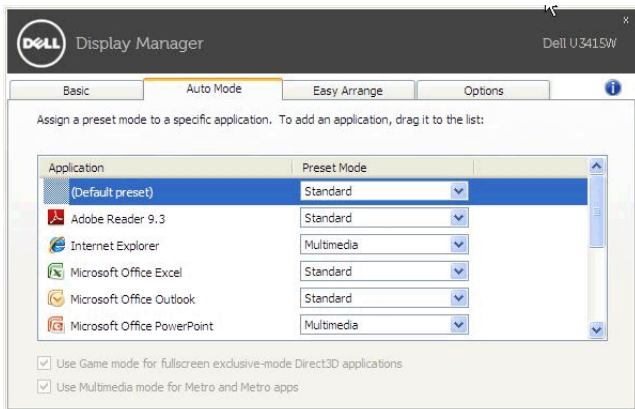 DELL Display Manager
x
Dell U3415W
Basic Auto Mode Easy Arrange Options
Assign a preset mode to a specific application. To add an application, drag it to the list:
Application Preset Mode
(Default preset) Standard
Adobe Reader 9.3 Standard
Internet Explorer Multimedia
Microsoft Office Excel Standard
Microsoft Office Outlook Standard
Microsoft Office PowerPoint Multimedia
Use Game mode for fullscreen exclusive-mode Direct3D applications
Use Multimedia mode for Metro and Metro apps